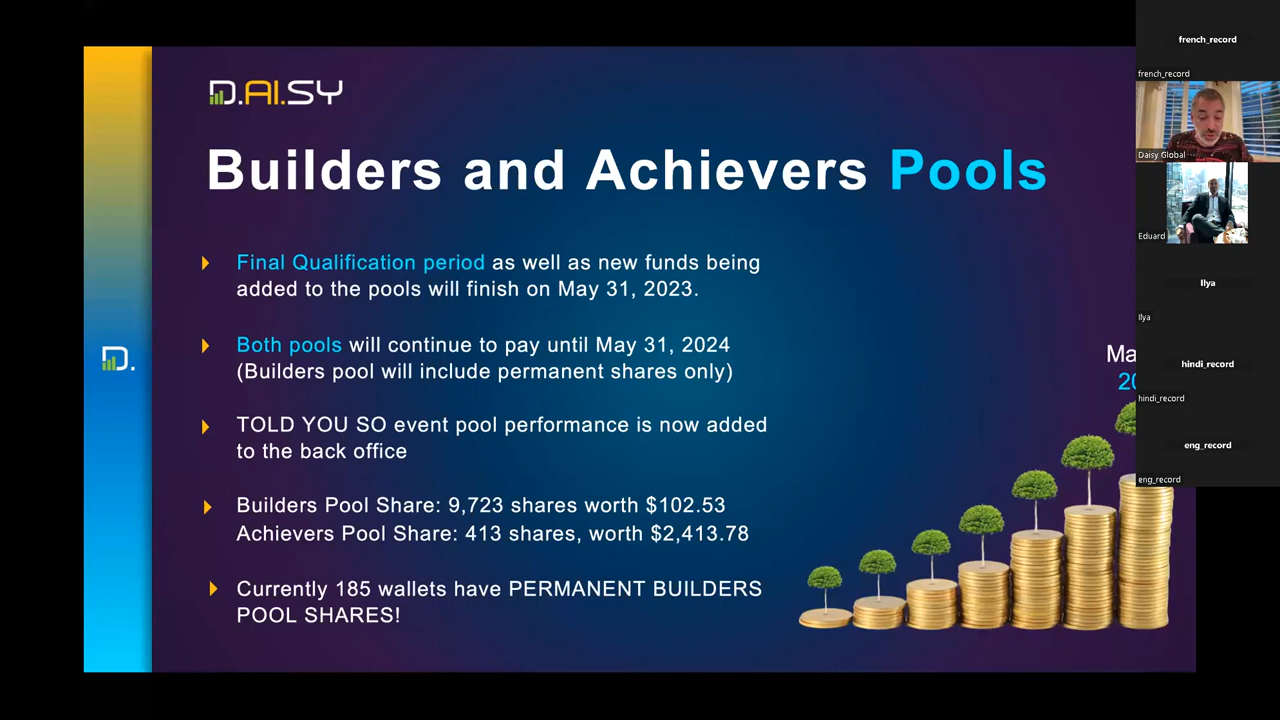 D.AI.SY
Builders and Achievers Pools
Final Qualification period as well as new funds being
added to the pools will finish on May 31, 2023.
Both pools will continue to pay until May 31, 2024
(Builders pool will include permanent shares only)
TOLD YOU SO event pool performance is now added
to the back office
Builders Pool Share: 9,723 shares worth $102.53
Achievers Pool Share: 413 shares, worth $2,413.78
Currently 185 wallets have PERMANENT BUILDERS
POOL SHARES!
D.
Ma
20
french_record
french_record
Daisy Global
Eduard
Ilya
Ilya
hindi_record
hindi_record
eng_record
eng_record